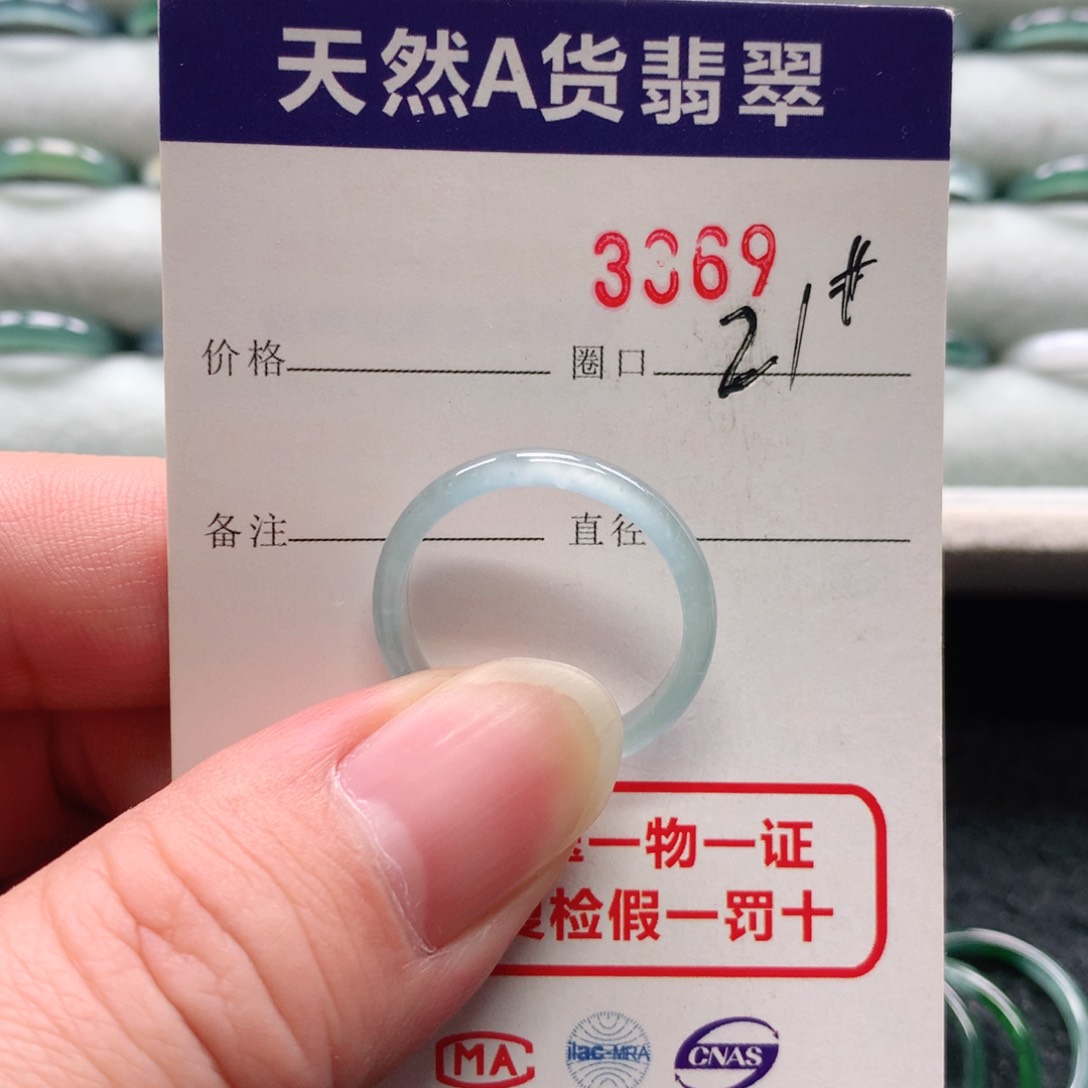 天然A货翡翠
3369
价格 圈口 21#
备注 直径
一物一证
检假一罚十
MA ilac-MRA CNAS